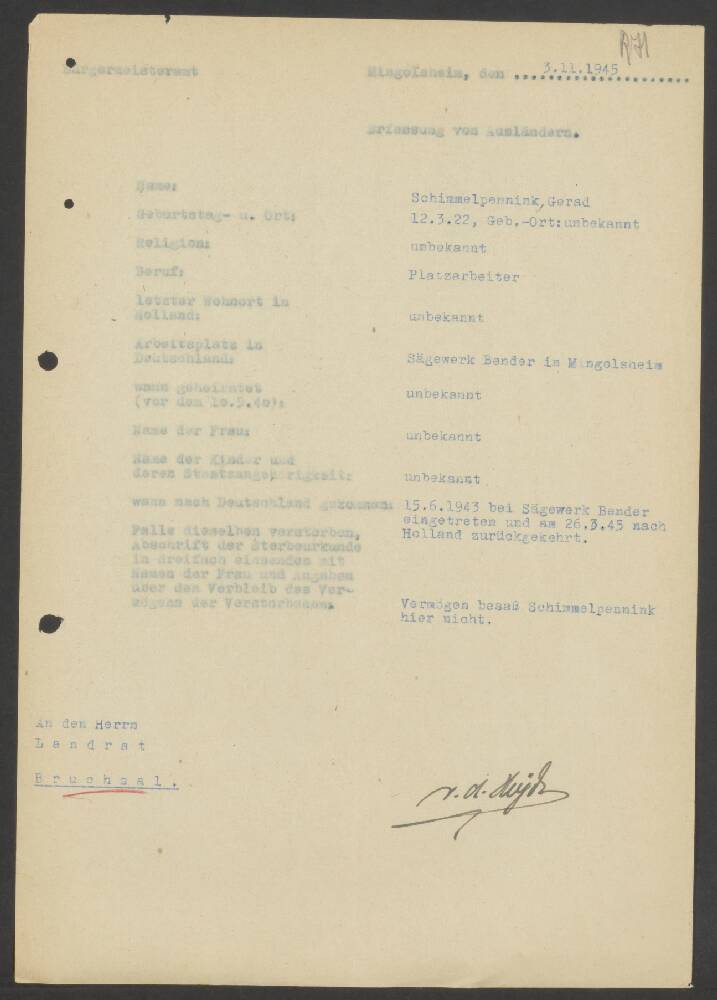 Bürgermeisteramt
Mingolsheim, den 3.11.1945
Erfassung von Ausländern.
Name: Schimmelpennink,Gerad
Geburtstag- u. Ort: 12.3.22, Geb.-Ort:unbekannt
Religion: unbekannt
Beruf: Platzarbeiter
letzter Wohnort in
Holland: unbekannt
Arbeitsplatz in
Deutschland: Sägewerk Bender in Mingolsheim
wann geheiratet
(vor dem 10.5.40): unbekannt
Name der Frau: unbekannt
Name der Kinder und
deren Staatsangehörigkeit: unbekannt
wann nach Deutschland gekommen: 15.6.1943 bei Sägewerk Bender
eingetreten und am 26.3.45 nach
Holland zurückgekehrt.
Falls dieselben verstorben,
Abschrift der Sterbeurkunde
in dreifach einsenden mit
Namen der Frau und Angaben
über den Verbleib des Ver-
mögens der Verstorbenen:
Vermögen besaß Schimmelpennink
hier nicht.
An den Herrn
Landrat
Bruchsal.